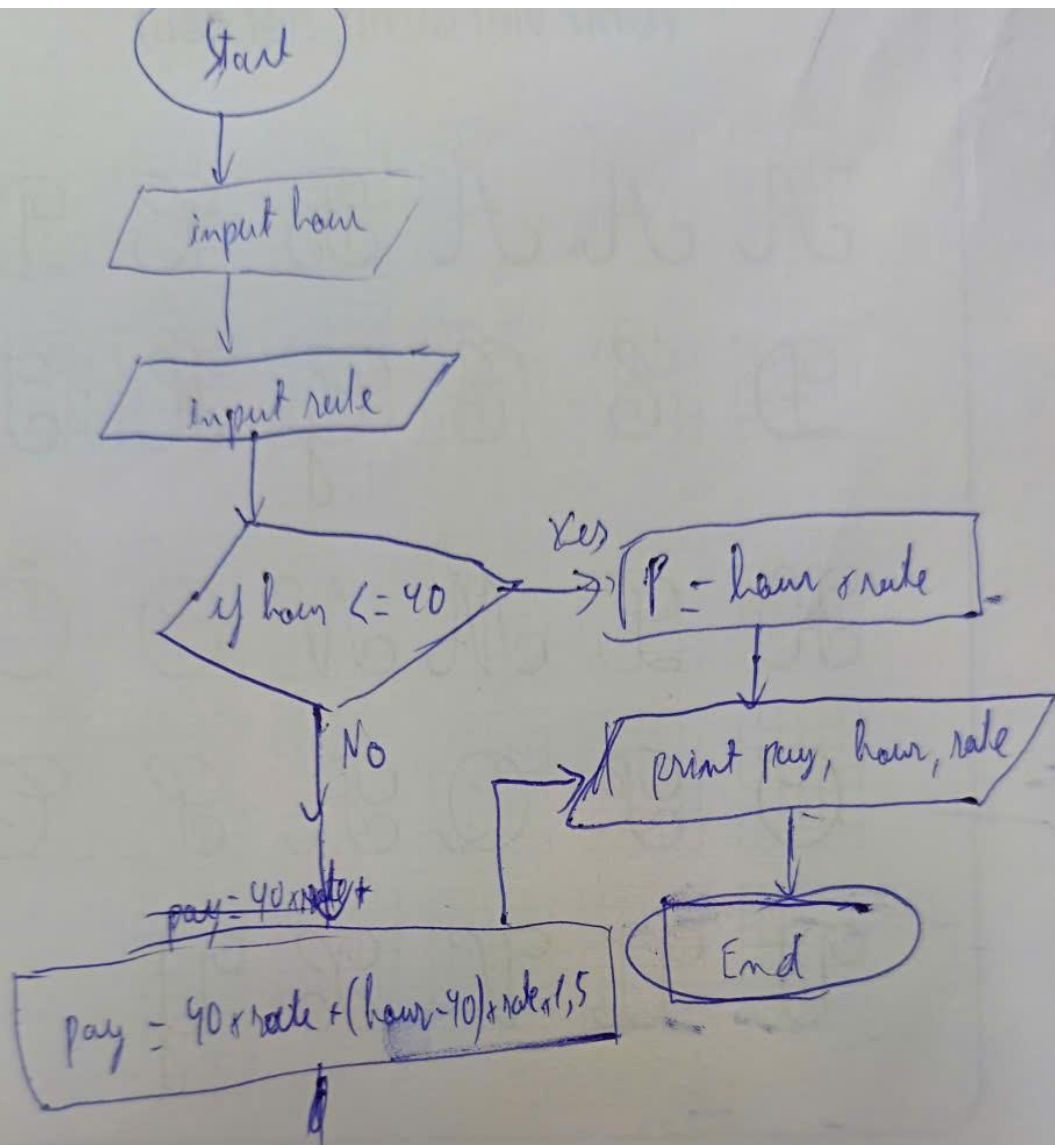 Start
input hour
input rate
if hour <= 40
Yes
P = hour * rate
No
print pay, hour, rate
pay = 40 * rate +
End
pay = 40 * rate + (hour - 40) * rate * 1,5